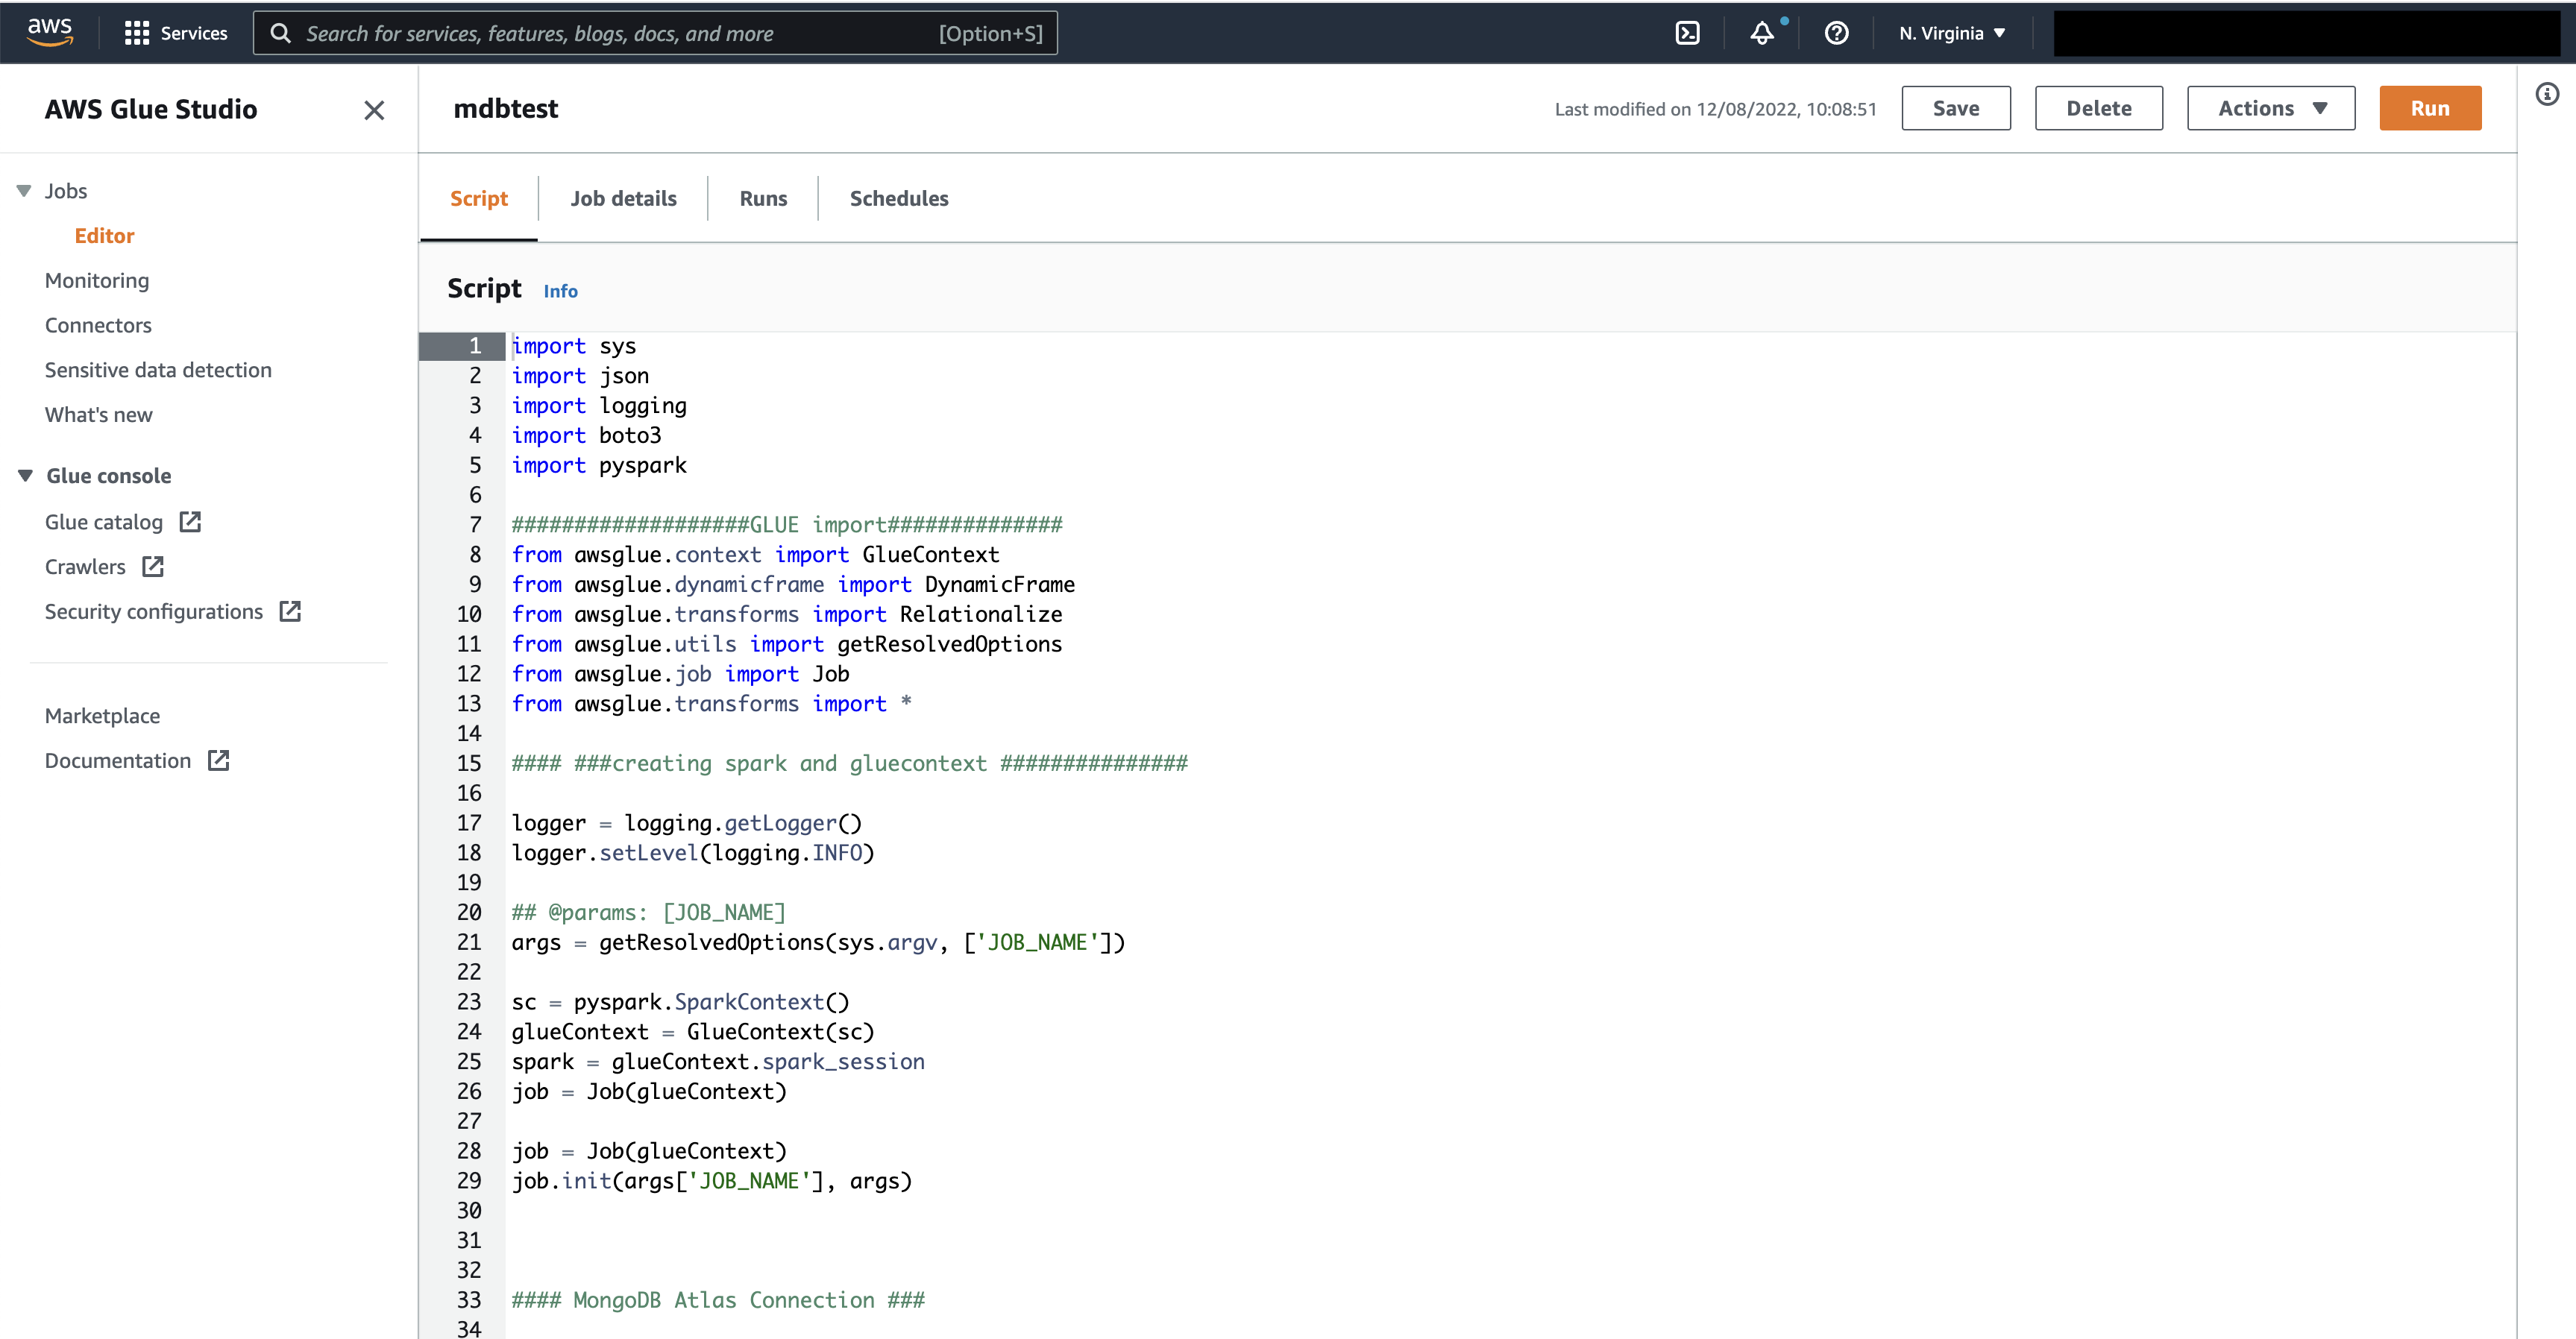 aws
Services
Search for services, features, blogs, docs, and more [Option+S]
N. Virginia
AWS Glue Studio
Jobs
Editor
Monitoring
Connectors
Sensitive data detection
What's new
Glue console
Glue catalog
Crawlers
Security configurations
Marketplace
Documentation
mdbtest
Last modified on 12/08/2022, 10:08:51
Save
Delete
Actions
Run
Script
Job details
Runs
Schedules
Script Info
1 import sys
2 import json
3 import logging
4 import boto3
5 import pyspark
6
7 ###################GLUE import##############
8 from awsglue.context import GlueContext
9 from awsglue.dynamicframe import DynamicFrame
10 from awsglue.transforms import Relationalize
11 from awsglue.utils import getResolvedOptions
12 from awsglue.job import Job
13 from awsglue.transforms import *
14
15 #### ###creating spark and gluecontext ###############
16
17 logger = logging.getLogger()
18 logger.setLevel(logging.INFO)
19
20 ## @params: [JOB_NAME]
21 args = getResolvedOptions(sys.argv, ['JOB_NAME'])
22
23 sc = pyspark.SparkContext()
24 glueContext = GlueContext(sc)
25 spark = glueContext.spark_session
26 job = Job(glueContext)
27
28 job = Job(glueContext)
29 job.init(args['JOB_NAME'], args)
30
31
32
33 #### MongoDB Atlas Connection ###
34